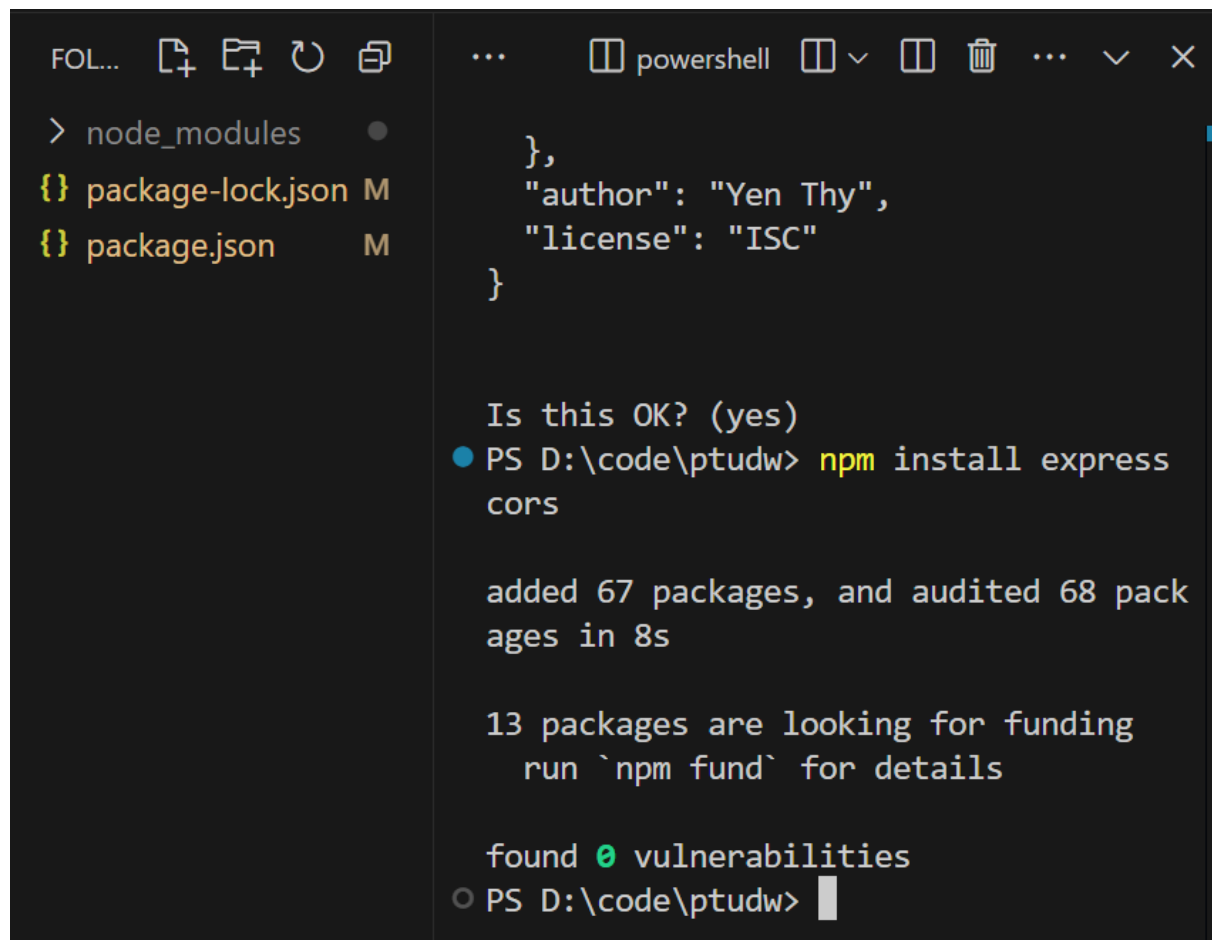 FOL...
powershell
node_modules
{} package-lock.json M
{} package.json M
},
"author": "Yen Thy",
"license": "ISC"
}
Is this OK? (yes)
PS D:\code\ptudw> npm install express
cors
added 67 packages, and audited 68 pack
ages in 8s
13 packages are looking for funding
run `npm fund` for details
found 0 vulnerabilities
PS D:\code\ptudw>